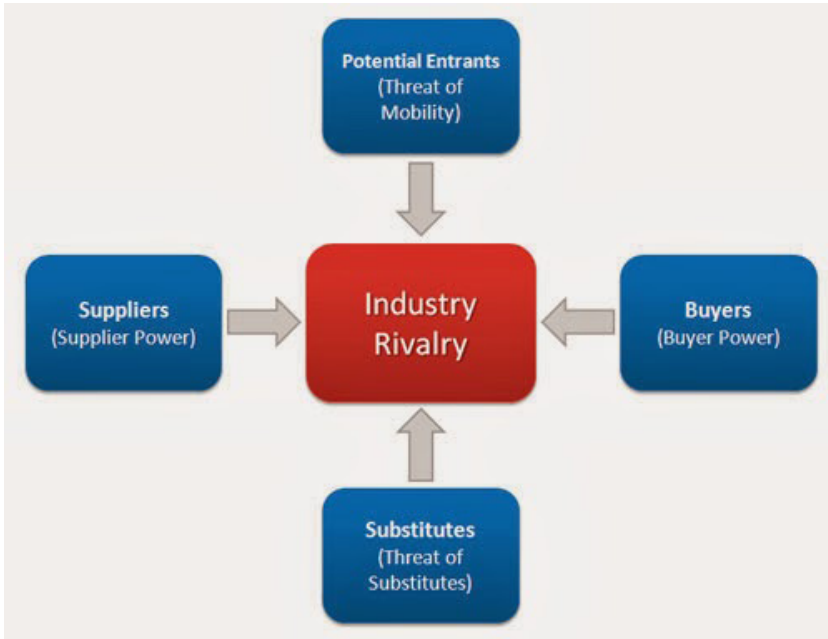 Potential Entrants
(Threat of
Mobility)
Suppliers
(Supplier Power)
Industry
Rivalry
Buyers
(Buyer Power)
Substitutes
(Threat of
Substitutes)